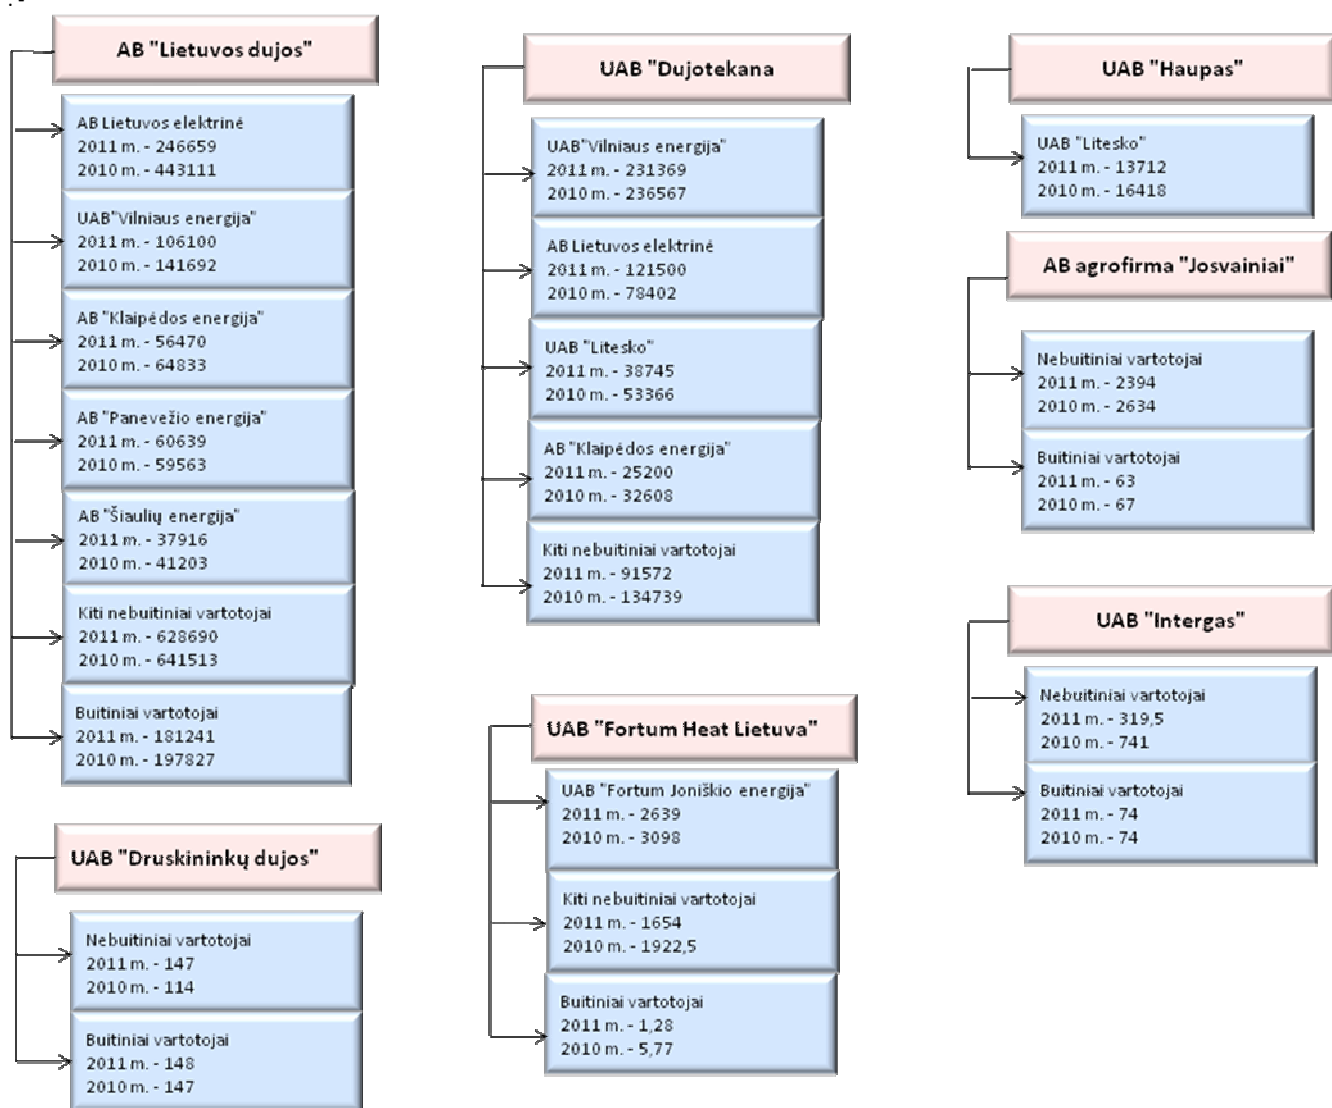 AB "Lietuvos dujos"
AB Lietuvos elektrinė
2011 m. - 246659
2010 m. - 443111
UAB"Vilniaus energija"
2011 m. - 106100
2010 m. - 141692
AB "Klaipėdos energija"
2011 m. - 56470
2010 m. - 64833
AB "Panevežio energija"
2011 m. - 60639
2010 m. - 59563
AB "Šiaulių energija"
2011 m. - 37916
2010 m. - 41203
Kiti nebuitiniai vartotojai
2011 m. - 628690
2010 m. - 641513
Buitiniai vartotojai
2011 m. - 181241
2010 m. - 197827
UAB "Druskininkų dujos"
Nebuitiniai vartotojai
2011 m. - 147
2010 m. - 114
Buitiniai vartotojai
2011 m. - 148
2010 m. - 147
UAB "Dujotekana
UAB"Vilniaus energija"
2011 m. - 231369
2010 m. - 236567
AB Lietuvos elektrinė
2011 m. - 121500
2010 m. - 78402
UAB "Litesko"
2011 m. - 38745
2010 m. - 53366
AB "Klaipėdos energija"
2011 m. - 25200
2010 m. - 32608
Kiti nebuitiniai vartotojai
2011 m. - 91572
2010 m. - 134739
UAB "Fortum Heat Lietuva"
UAB "Fortum Joniškio energija"
2011 m. - 2639
2010 m. - 3098
Kiti nebuitiniai vartotojai
2011 m. - 1654
2010 m. - 1922,5
Buitiniai vartotojai
2011 m. - 1,28
2010 m. - 5,77
UAB "Haupas"
UAB "Litesko"
2011 m. - 13712
2010 m. - 16418
AB agrofirma "Josvainiai"
Nebuitiniai vartotojai
2011 m. - 2394
2010 m. - 2634
Buitiniai vartotojai
2011 m. - 63
2010 m. - 67
UAB "Intergas"
Nebuitiniai vartotojai
2011 m. - 319,5
2010 m. - 741
Buitiniai vartotojai
2011 m. - 74
2010 m. - 74